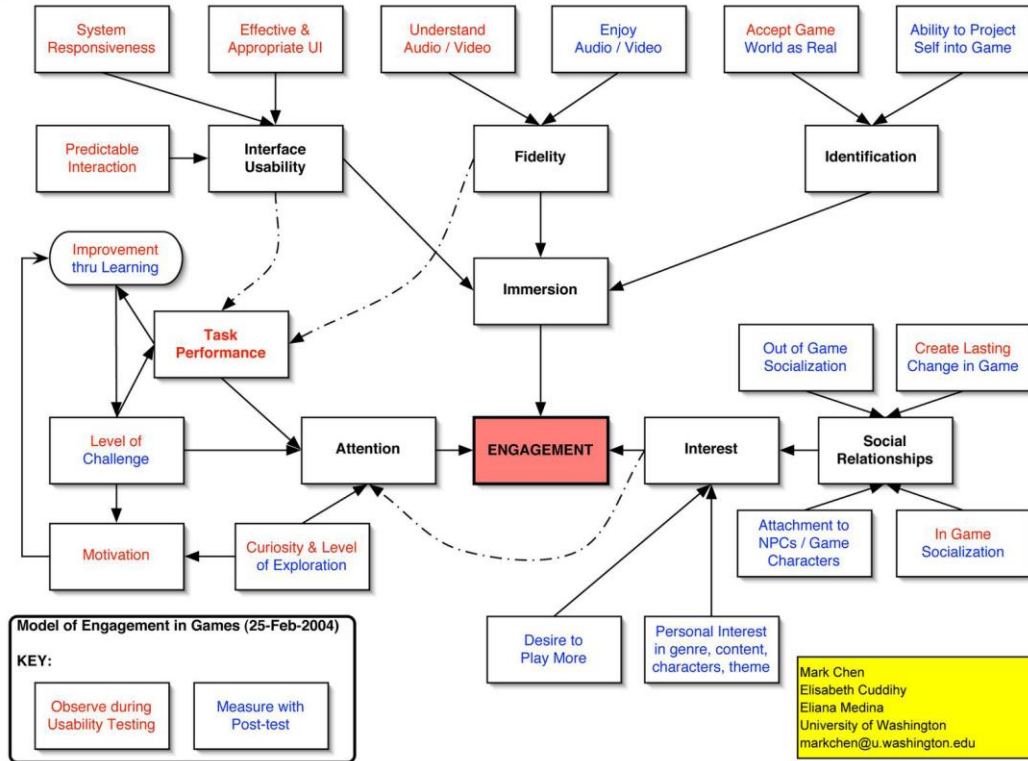 System
Responsiveness
Effective &
Appropriate UI
Understand
Audio / Video
Enjoy
Audio / Video
Accept Game
World as Real
Ability to Project
Self into Game
Predictable
Interaction
Interface
Usability
Fidelity
Identification
Improvement
thru Learning
Immersion
Task
Performance
Out of Game
Socialization
Create Lasting
Change in Game
Level of
Challenge
Attention
ENGAGEMENT
Interest
Social
Relationships
Motivation
Curiosity & Level
of Exploration
Attachment to
NPCs / Game
Characters
In Game
Socialization
Desire to
Play More
Personal Interest
in genre, content,
characters, theme
Model of Engagement in Games (25-Feb-2004)
KEY:
Observe during
Usability Testing
Measure with
Post-test
Mark Chen
Elisabeth Cuddihy
Eliana Medina
University of Washington
markchen@u.washington.edu